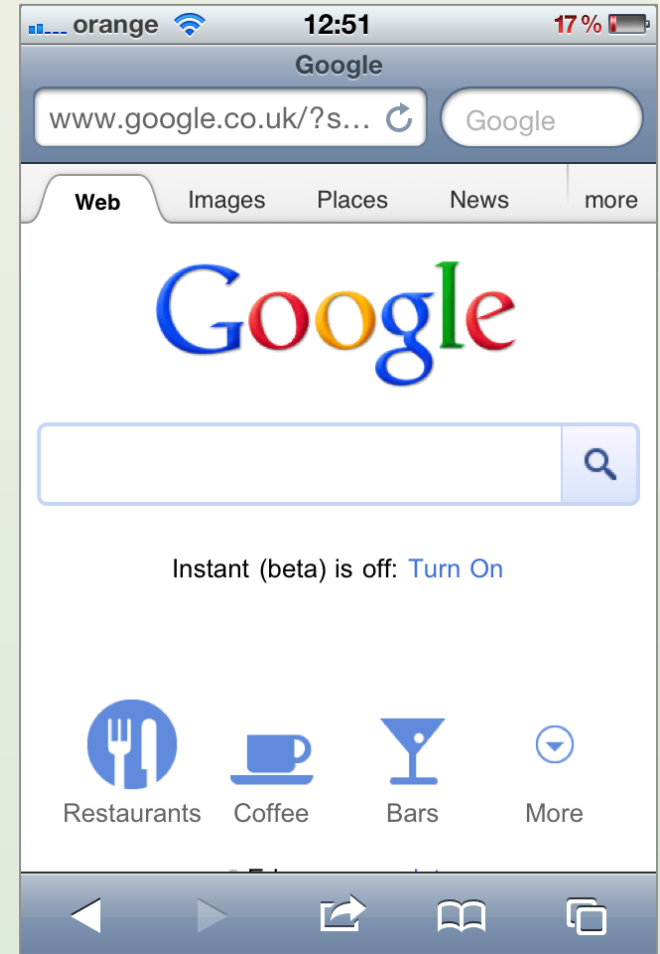 orange 12:51 17%
Google
www.google.co.uk/?s... Google
Web Images Places News more
Google
Instant (beta) is off: Turn On
Restaurants Coffee Bars More